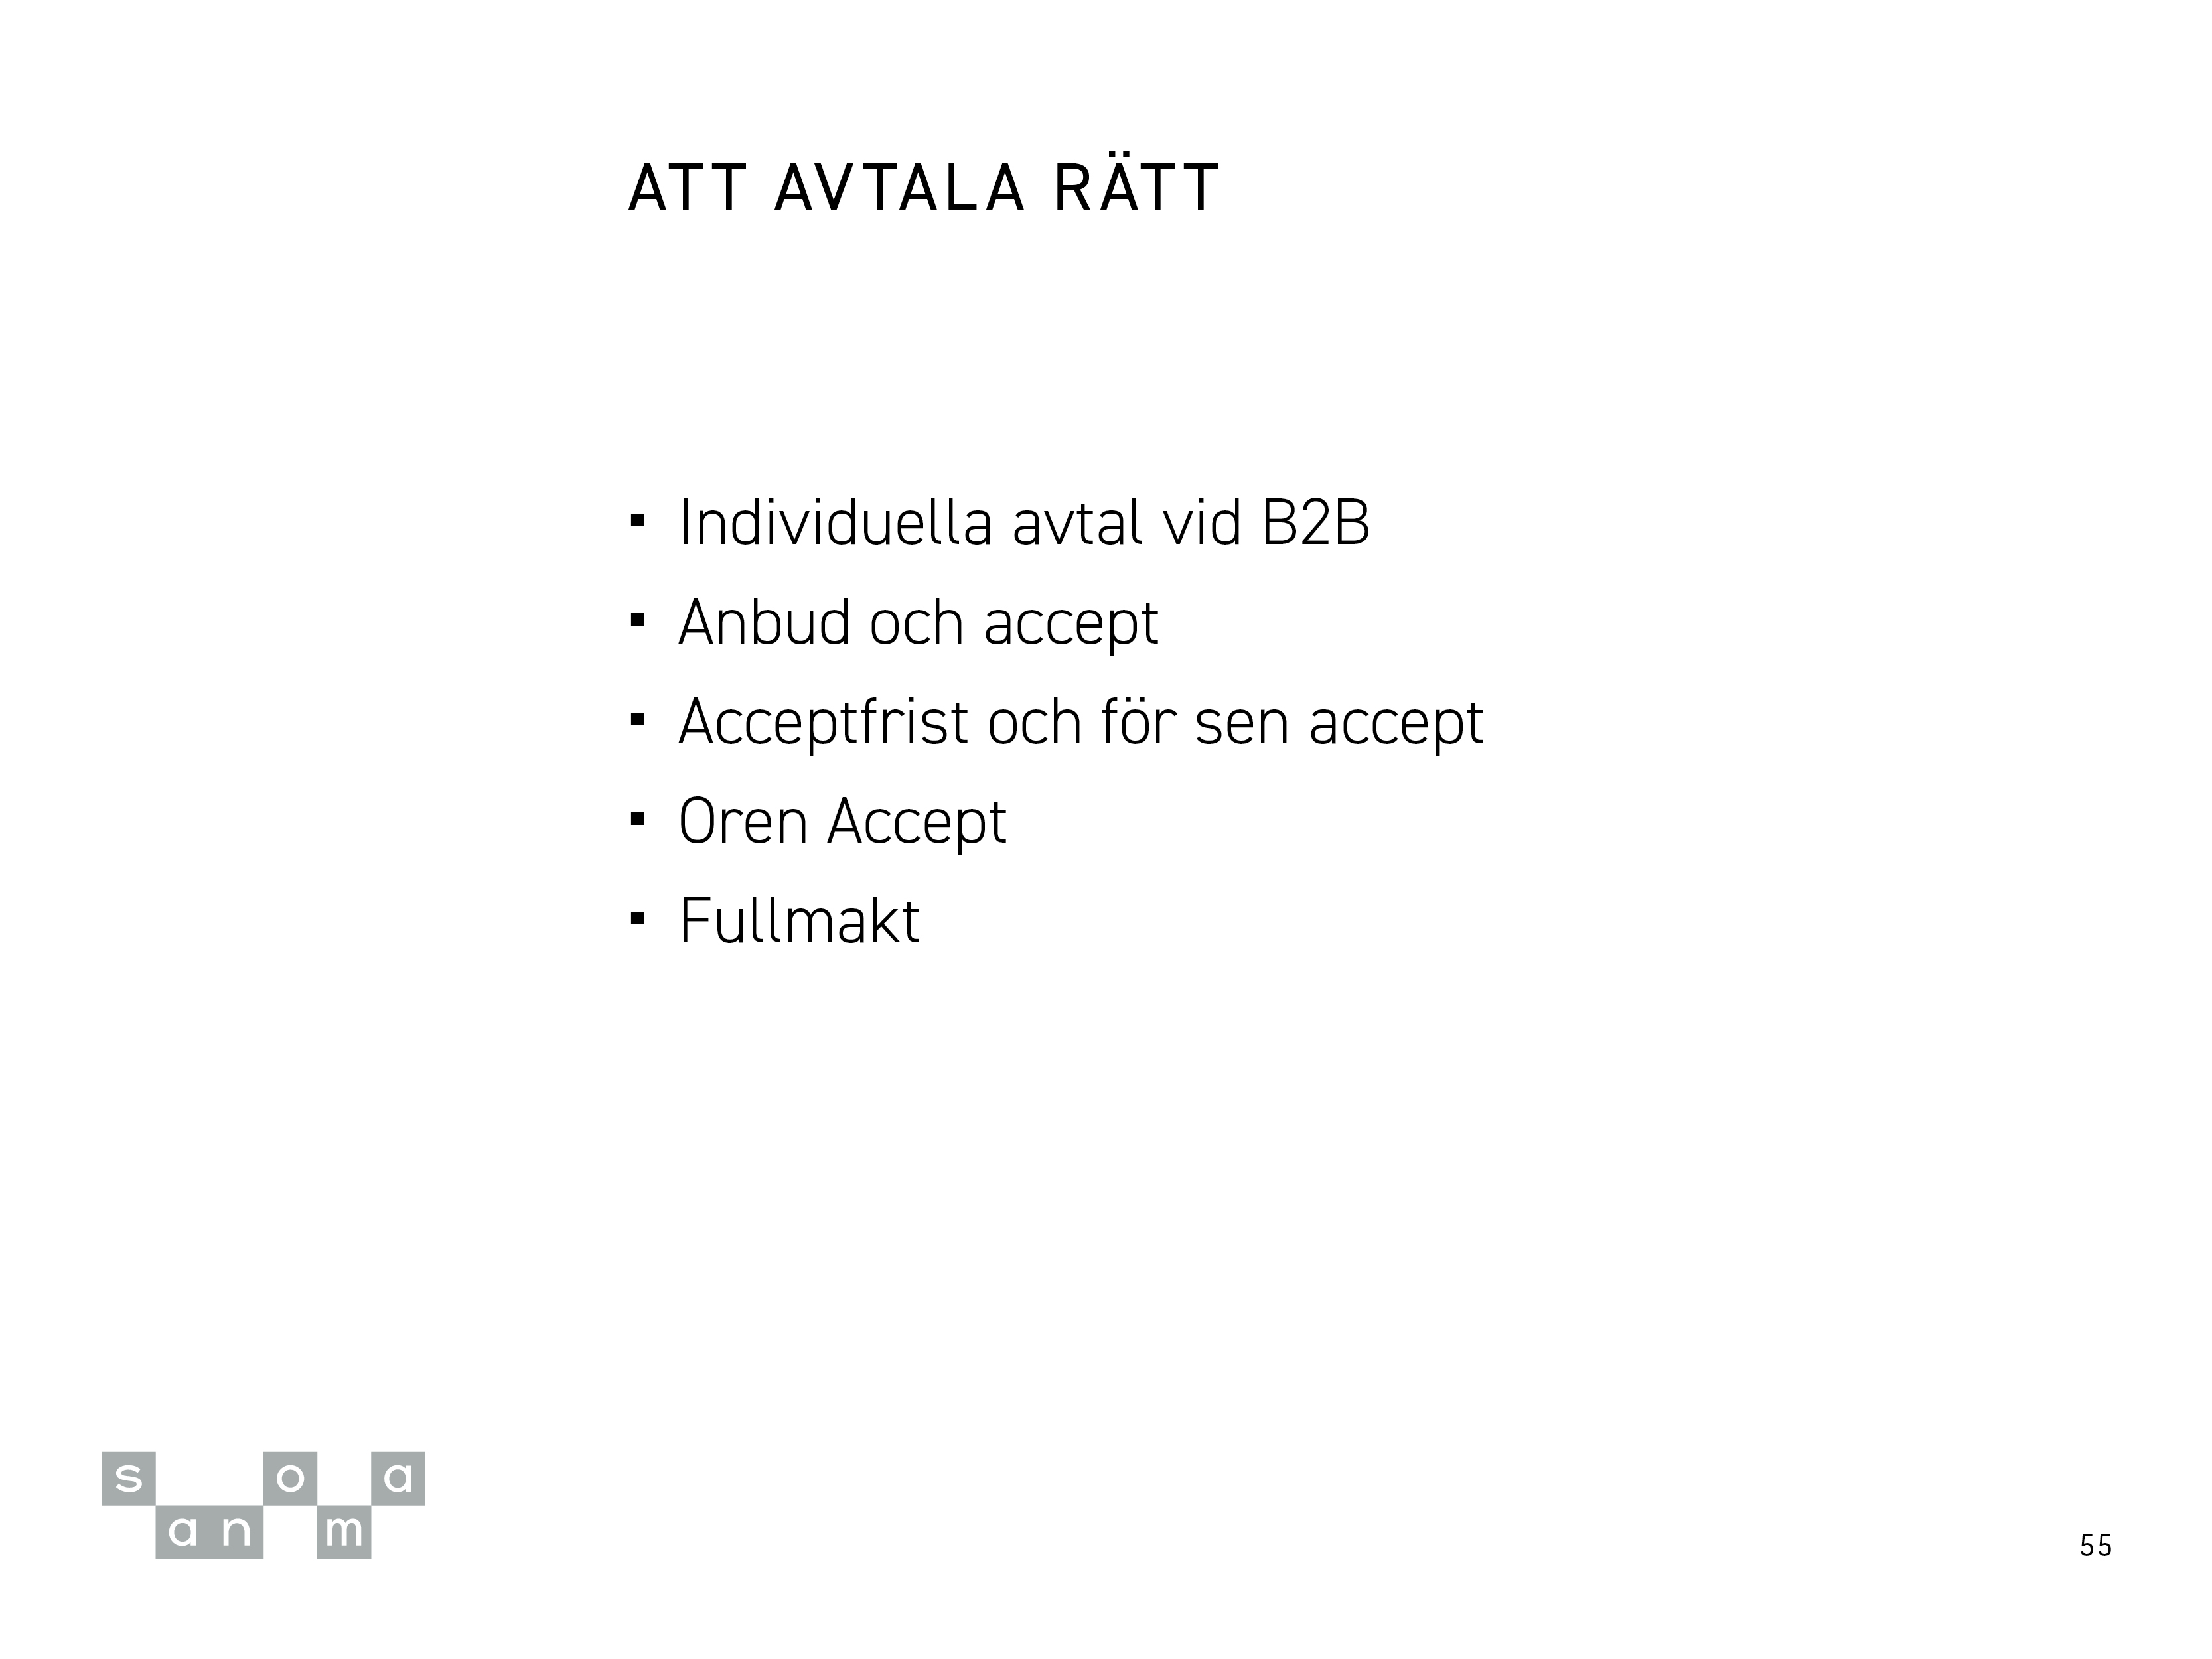 ATT AVTALA RÄTT
▪ Individuella avtal vid B2B
▪ Anbud och accept
▪ Acceptfrist och för sen accept
▪ Oren Accept
▪ Fullmakt
sanoma
55